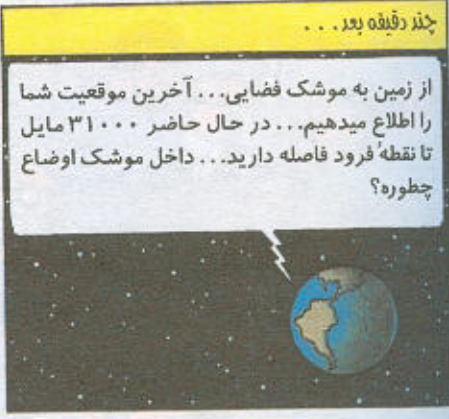 چند دقیقه بعد . . .
از زمین به موشک فضایی... آخرین موقعیت شما
را اطلاع میدهیم... در حال حاضر ۳۱۰۰۰ مایل
تا نقطهٔ فرود فاصله دارید... داخل موشک اوضاع
چطوره؟